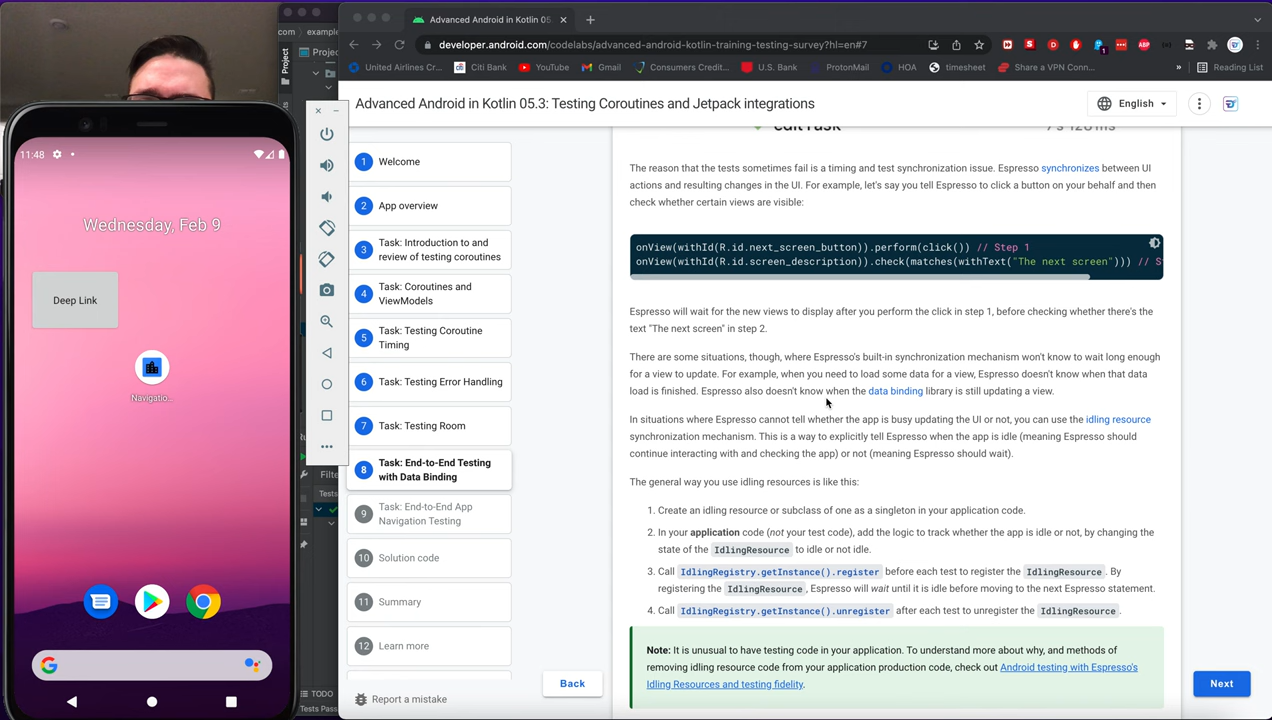 com
example
Project
Project
11:48
Wednesday, Feb 9
Deep Link
Navigatio...
Filte
Tests
TODO
Tests Pas
Advanced Android in Kotlin 05.
developer.android.com/codelabs/advanced-android-kotlin-training-testing-survey?hl=en#7
United Airlines Cr...
Citi Bank
YouTube
Gmail
Consumers Credit...
U.S. Bank
ProtonMail
HOA
timesheet
Share a VPN Conn...
»
Reading List
Advanced Android in Kotlin 05.3: Testing Coroutines and Jetpack integrations
English
1 Welcome
2 App overview
3 Task: Introduction to and
review of testing coroutines
4 Task: Coroutines and
ViewModels
5 Task: Testing Coroutine
Timing
6 Task: Testing Error Handling
7 Task: Testing Room
8 Task: End-to-End Testing
with Data Binding
9 Task: End-to-End App
Navigation Testing
10 Solution code
11 Summary
12 Learn more
Report a mistake
editTask
7 s 128 ms
The reason that the tests sometimes fail is a timing and test synchronization issue. Espresso synchronizes between UI
actions and resulting changes in the UI. For example, let's say you tell Espresso to click a button on your behalf and then
check whether certain views are visible:
onView(withId(R.id.next_screen_button)).perform(click()) // Step 1
onView(withId(R.id.screen_description)).check(matches(withText("The next screen"))) // S
Espresso will wait for the new views to display after you perform the click in step 1, before checking whether there's the
text "The next screen" in step 2.
There are some situations, though, where Espresso's built-in synchronization mechanism won't know to wait long enough
for a view to update. For example, when you need to load some data for a view, Espresso doesn't know when that data
load is finished. Espresso also doesn't know when the data binding library is still updating a view.
In situations where Espresso cannot tell whether the app is busy updating the UI or not, you can use the idling resource
synchronization mechanism. This is a way to explicitly tell Espresso when the app is idle (meaning Espresso should
continue interacting with and checking the app) or not (meaning Espresso should wait).
The general way you use idling resources is like this:
1. Create an idling resource or subclass of one as a singleton in your application code.
2. In your application code (not your test code), add the logic to track whether the app is idle or not, by changing the
state of the IdlingResource to idle or not idle.
3. Call IdlingRegistry.getInstance().register before each test to register the IdlingResource. By
registering the IdlingResource, Espresso will wait until it is idle before moving to the next Espresso statement.
4. Call IdlingRegistry.getInstance().unregister after each test to unregister the IdlingResource.
Note: It is unusual to have testing code in your application. To understand more about why, and methods of
removing idling resource code from your application production code, check out Android testing with Espresso's
Idling Resources and testing fidelity.
Back
Next